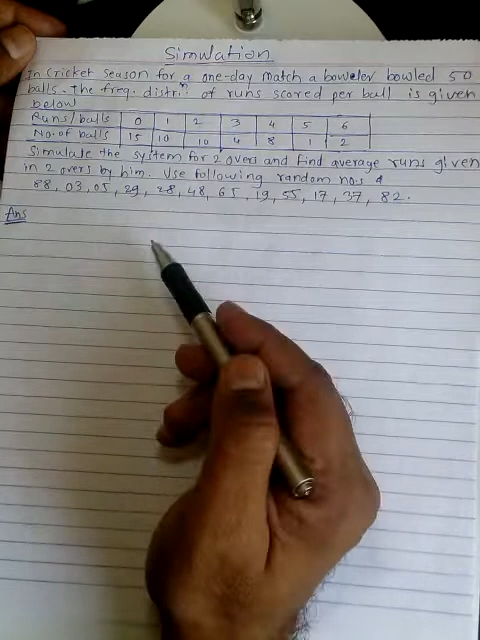 Simulation
In Cricket season for a one-day match a boweler bowled 50
balls. The freq. distriⁿ of runs scored per ball is given
below
Runs/balls 0 1 2 3 4 5 6
No. of balls 15 10 10 4 8 1 2
Simulate the system for 2 overs and find average runs given
in 2 overs by him. Use following random no.s
88, 03, 05, 29, 28, 48, 65, 19, 55, 17, 37, 82.
Ans